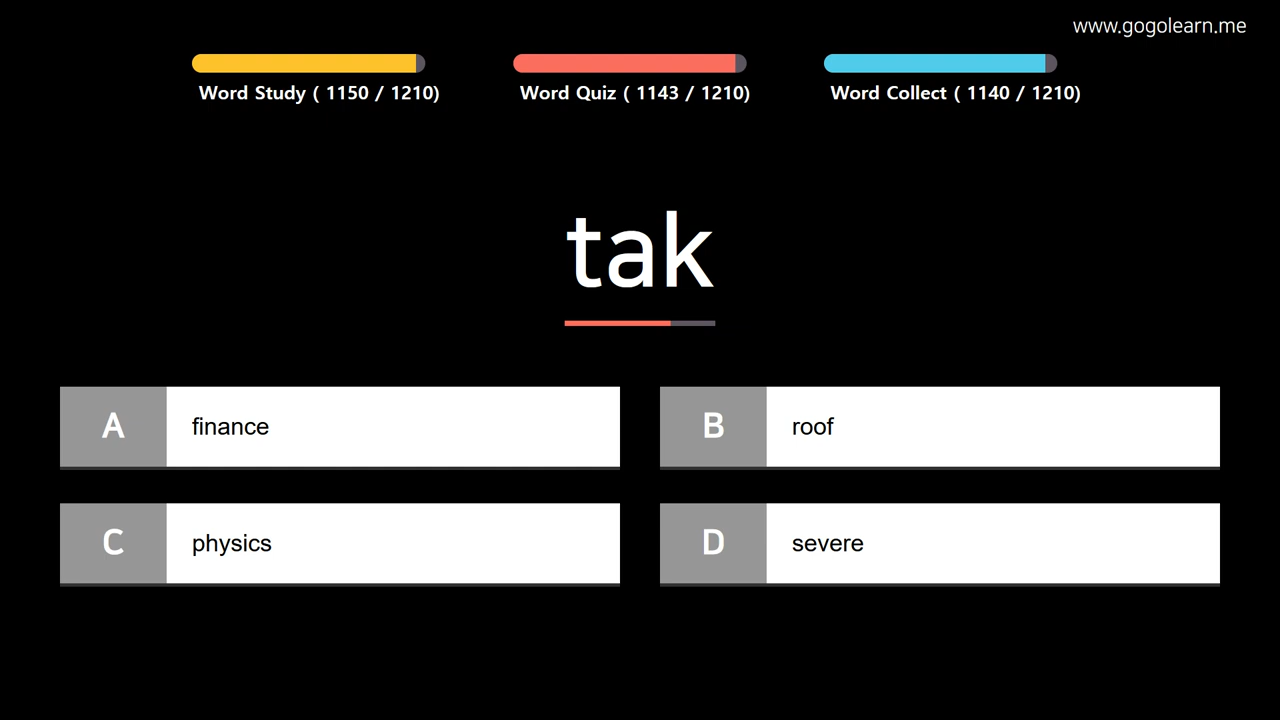 www.gogolearn.me
Word Study ( 1150 / 1210)
Word Quiz ( 1143 / 1210)
Word Collect ( 1140 / 1210)
tak
A finance
B roof
C physics
D severe